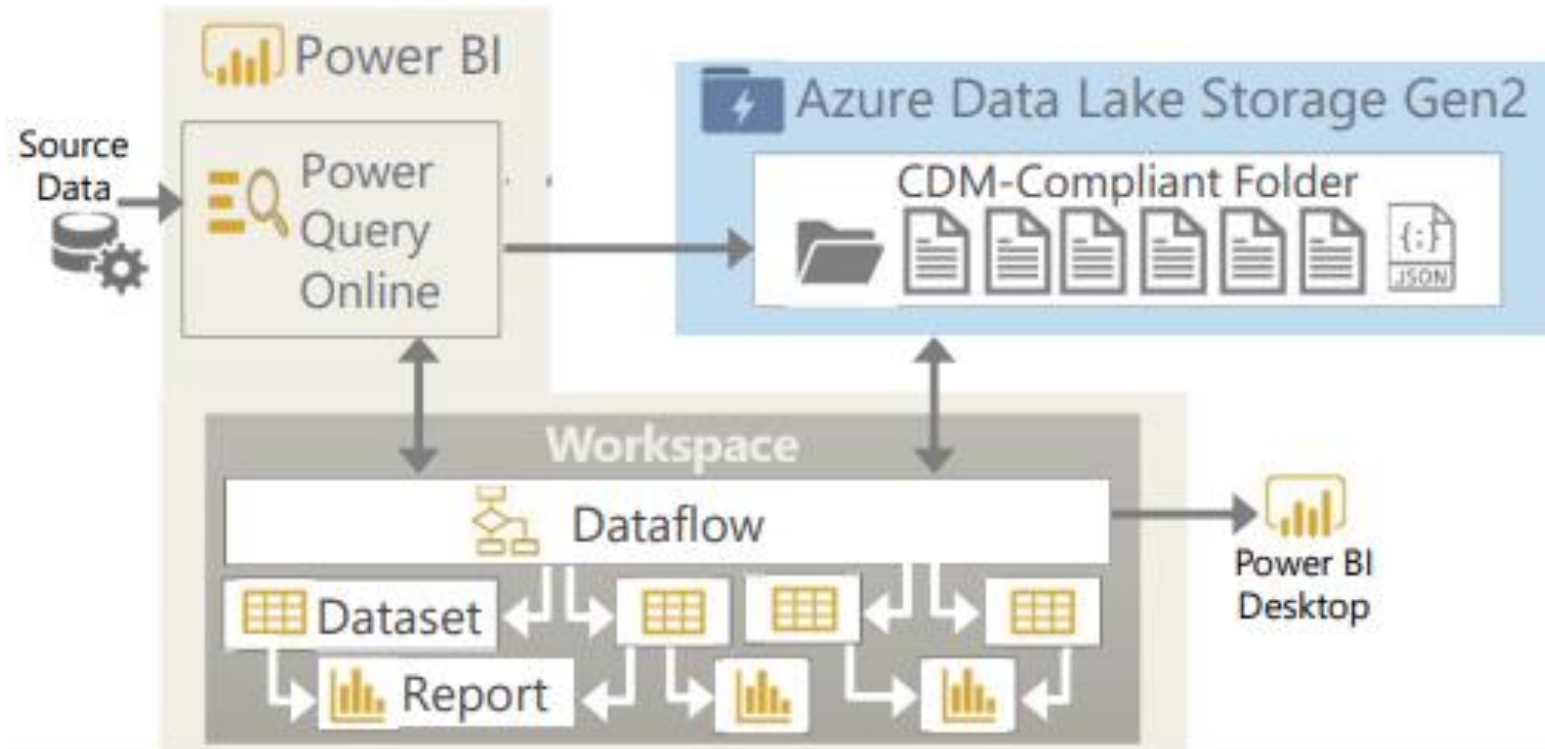 Power BI
Azure Data Lake Storage Gen2
Source
Data
Power
Query
Online
CDM-Compliant Folder
{:}
JSON
Workspace
Dataflow
Power BI
Desktop
Dataset
Report